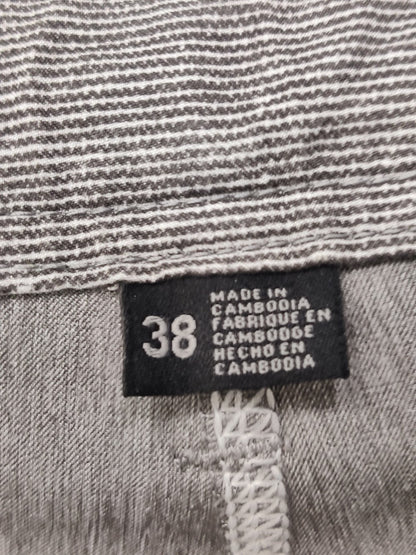 38
MADE IN
CAMBODIA
FABRIQUE EN
CAMBODGE
HECHO EN
CAMBODIA